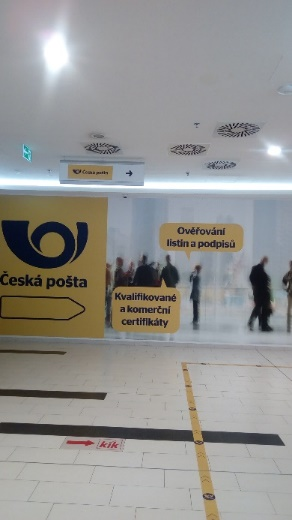 Česká pošta
Česká pošta
Ověřování
listin a podpisů
Kvalifikované
a komerční
certifikáty
kik